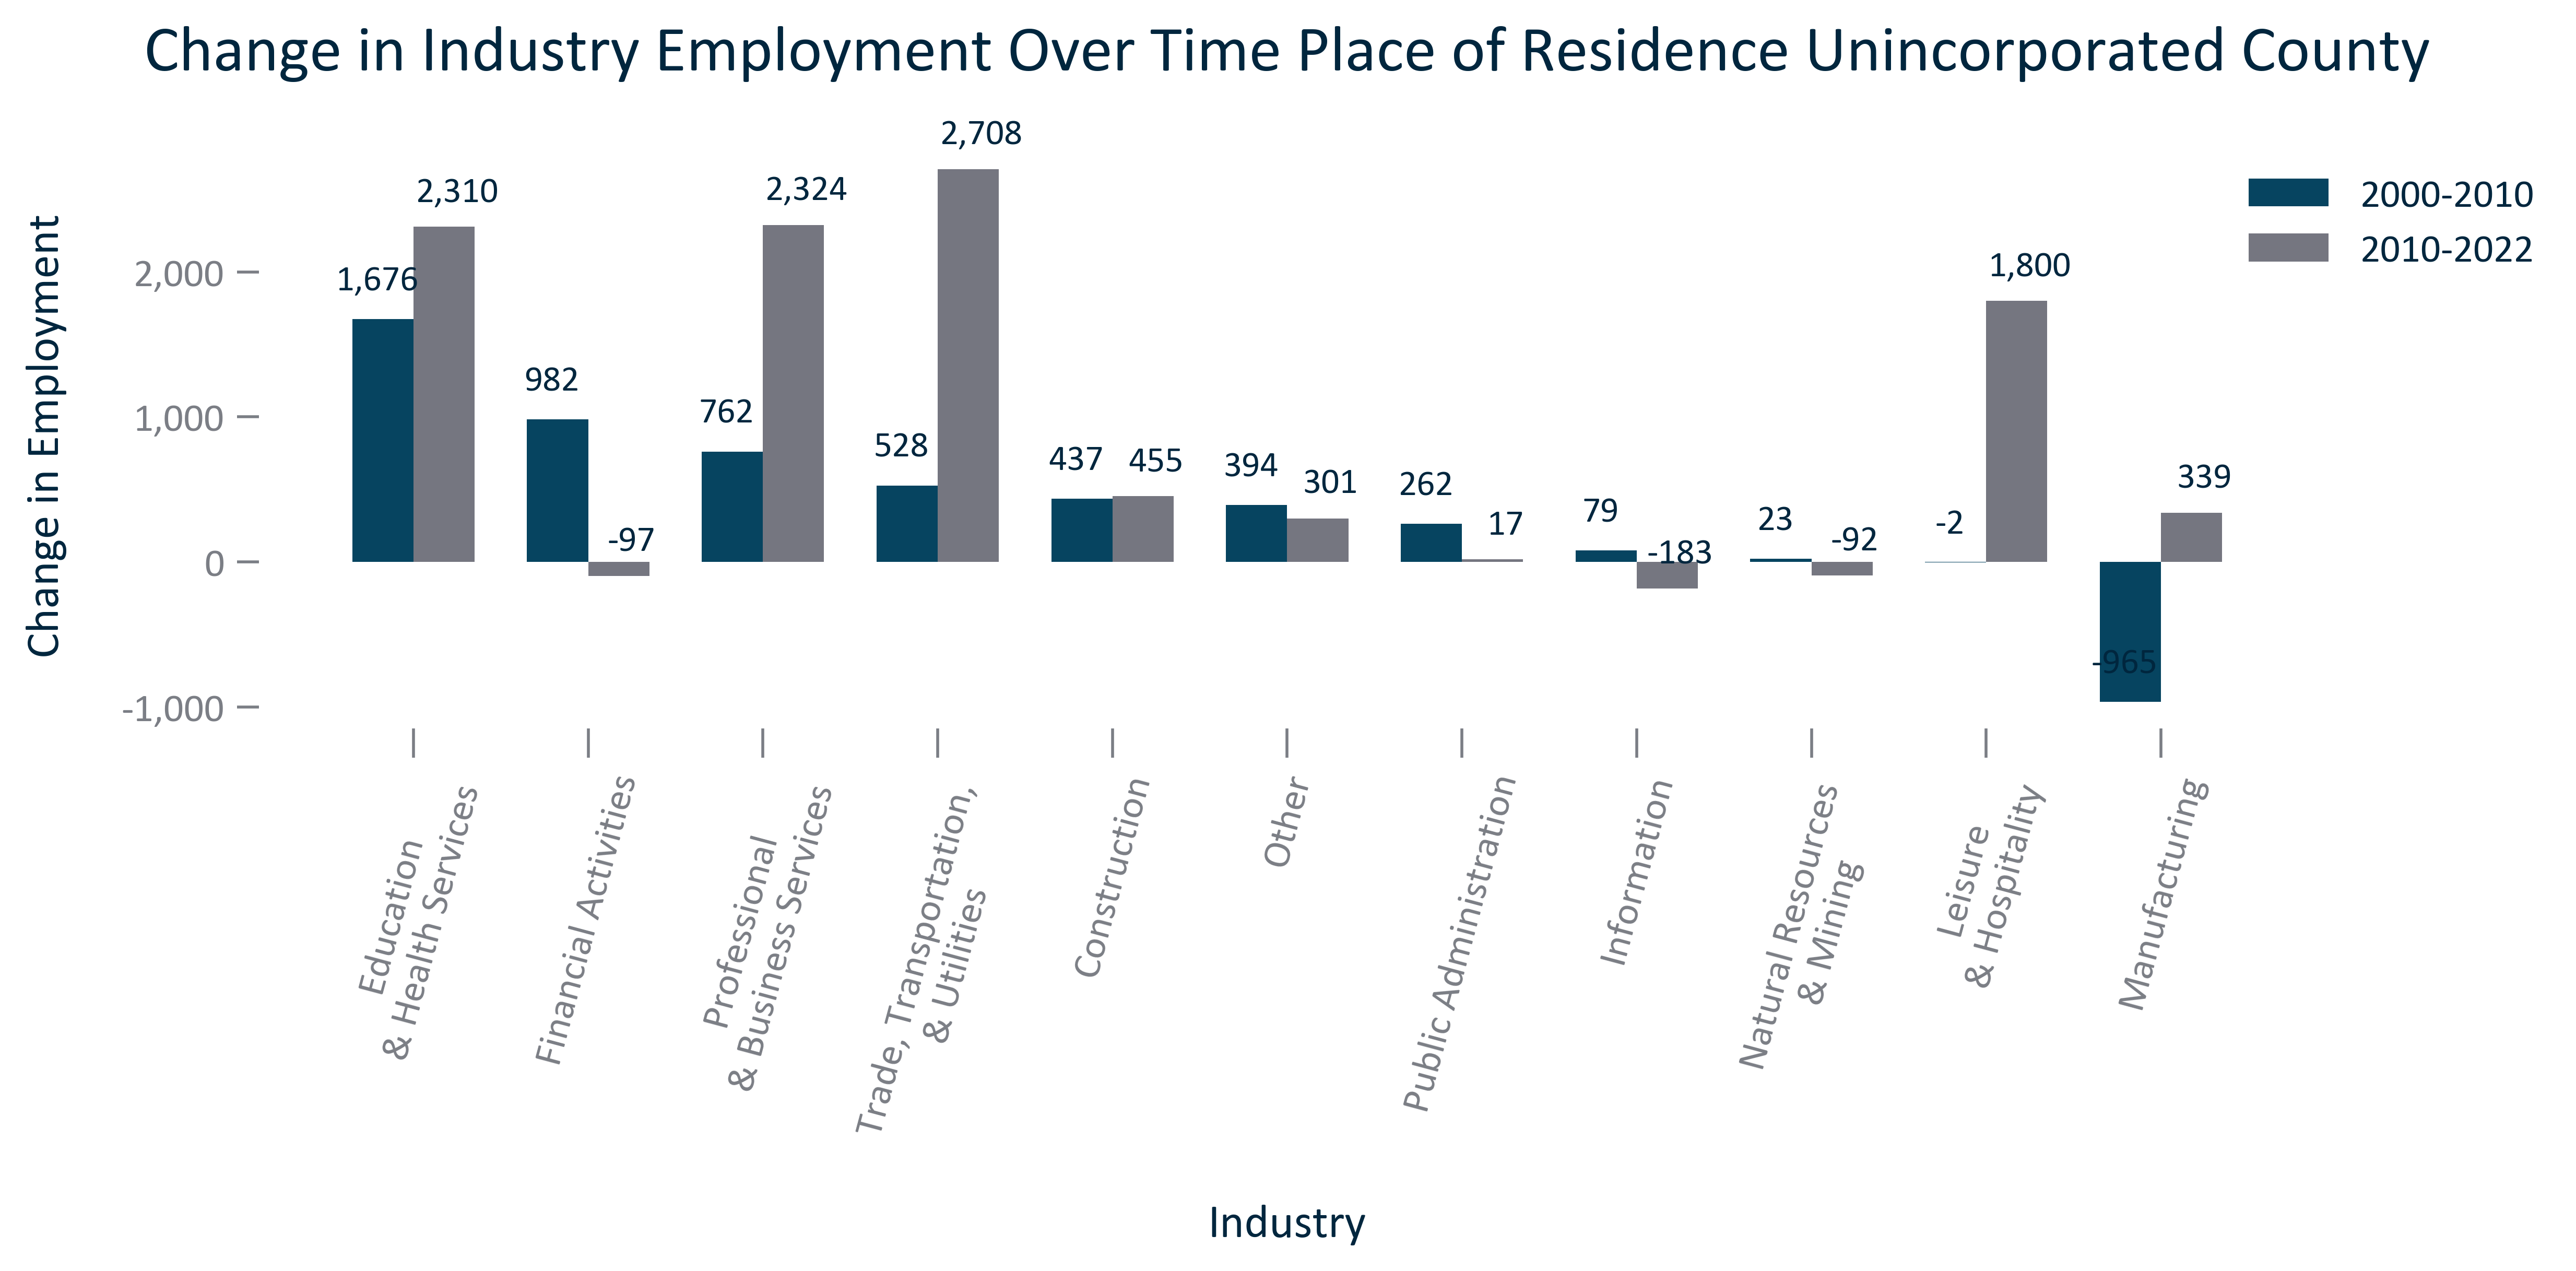 Change in Industry Employment Over Time Place of Residence Unincorporated County
2000-2010
2010-2022
Change in Employment
2,000
1,000
0
-1,000
1,676
2,310
982
-97
762
2,324
528
2,708
437
455
394
301
262
17
79
-183
23
-92
-2
1,800
-965
339
Education
& Health Services
Financial Activities
Professional
& Business Services
Trade, Transportation,
& Utilities
Construction
Other
Public Administration
Information
Natural Resources
& Mining
Leisure
& Hospitality
Manufacturing
Industry